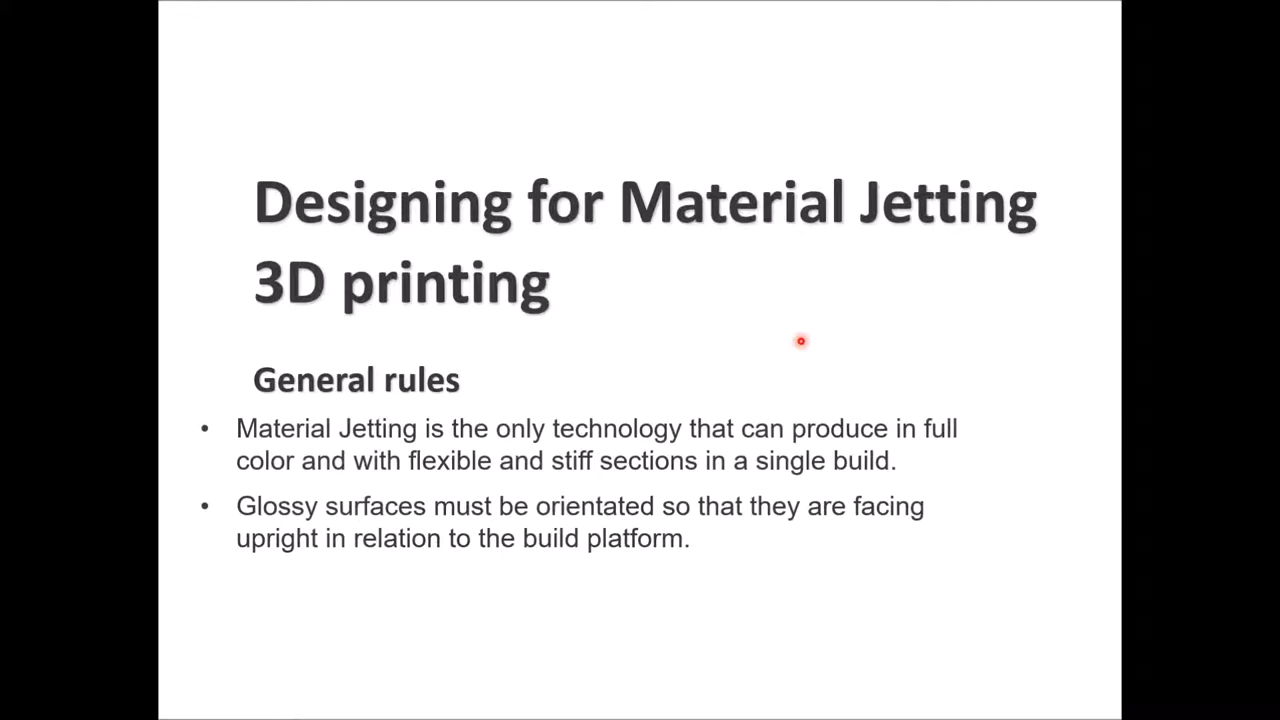 Designing for Material Jetting
3D printing
General rules
• Material Jetting is the only technology that can produce in full
color and with flexible and stiff sections in a single build.
• Glossy surfaces must be orientated so that they are facing
upright in relation to the build platform.